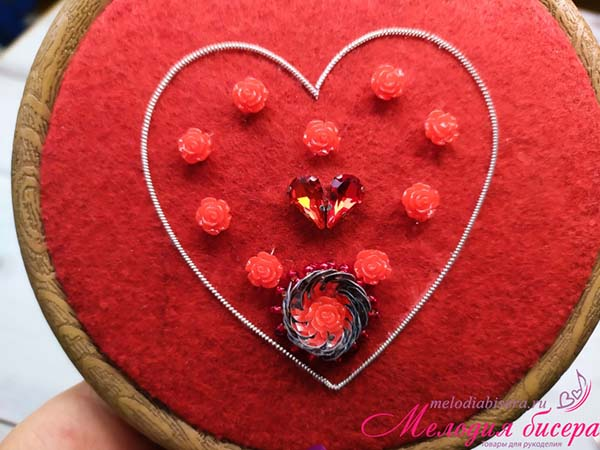 melodiabisera.ru
Мелодия бисера
товары для рукоделия